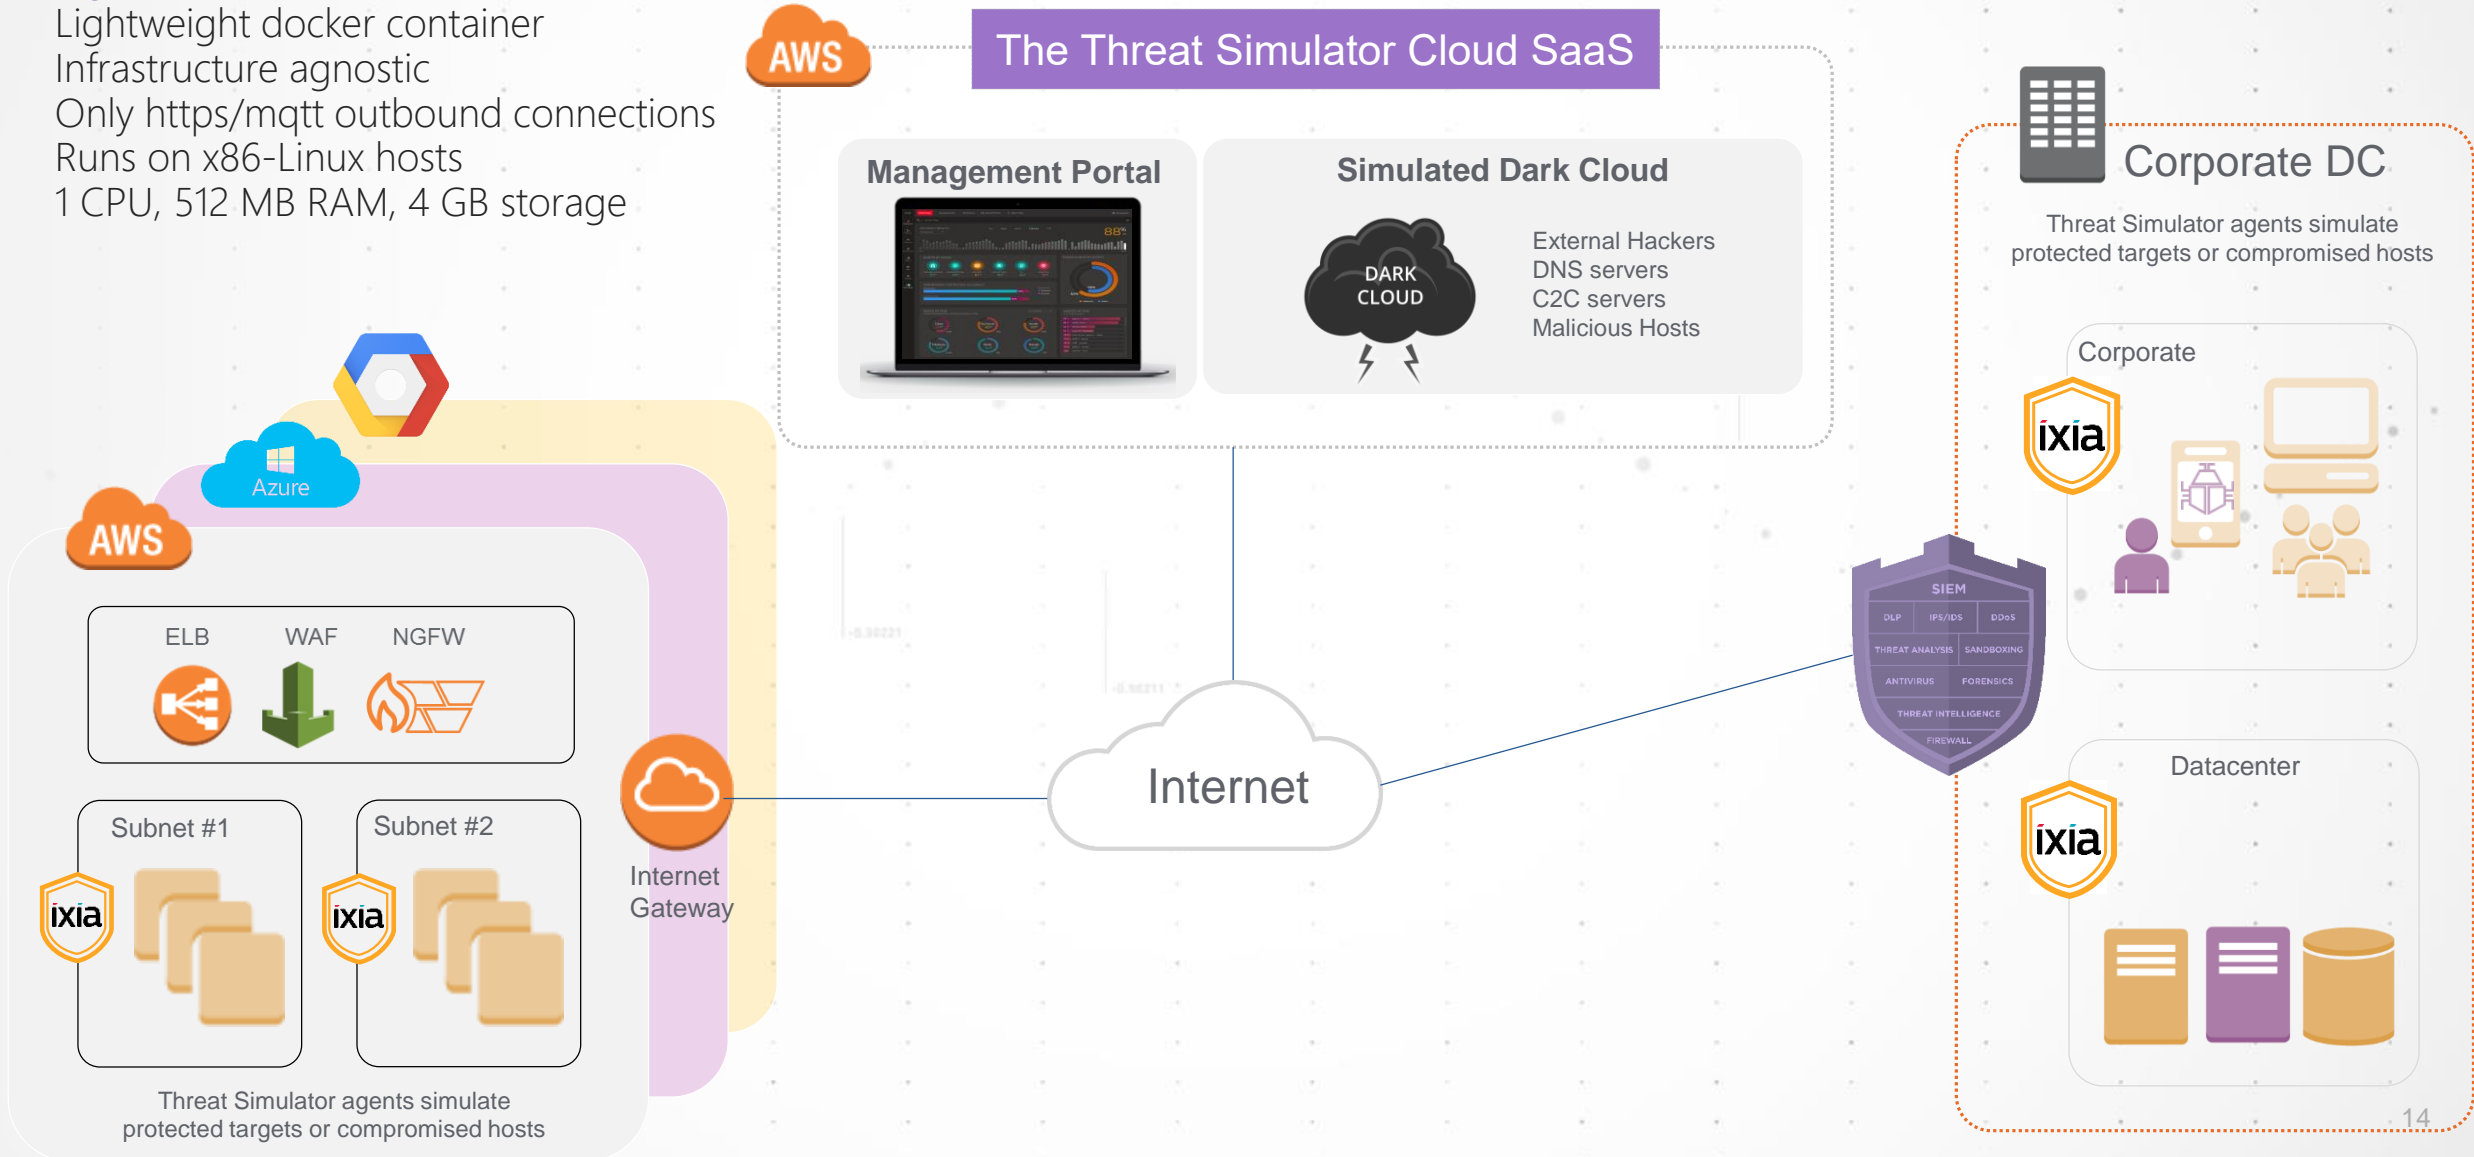 Lightweight docker container
Infrastructure agnostic
Only https/mqtt outbound connections
Runs on x86-Linux hosts
1 CPU, 512 MB RAM, 4 GB storage
AWS
The Threat Simulator Cloud SaaS
Management Portal
88%
Simulated Dark Cloud
DARK
CLOUD
External Hackers
DNS servers
C2C servers
Malicious Hosts
Corporate DC
Threat Simulator agents simulate
protected targets or compromised hosts
Corporate
ixia
SIEM
DLP
IPS/IDS
DDoS
THREAT ANALYSIS
SANDBOXING
ANTIVIRUS
FORENSICS
THREAT INTELLIGENCE
FIREWALL
Datacenter
ixia
Azure
AWS
ELB
WAF
NGFW
Subnet #1
Subnet #2
ixia
ixia
Internet
Gateway
Internet
Threat Simulator agents simulate
protected targets or compromised hosts
14